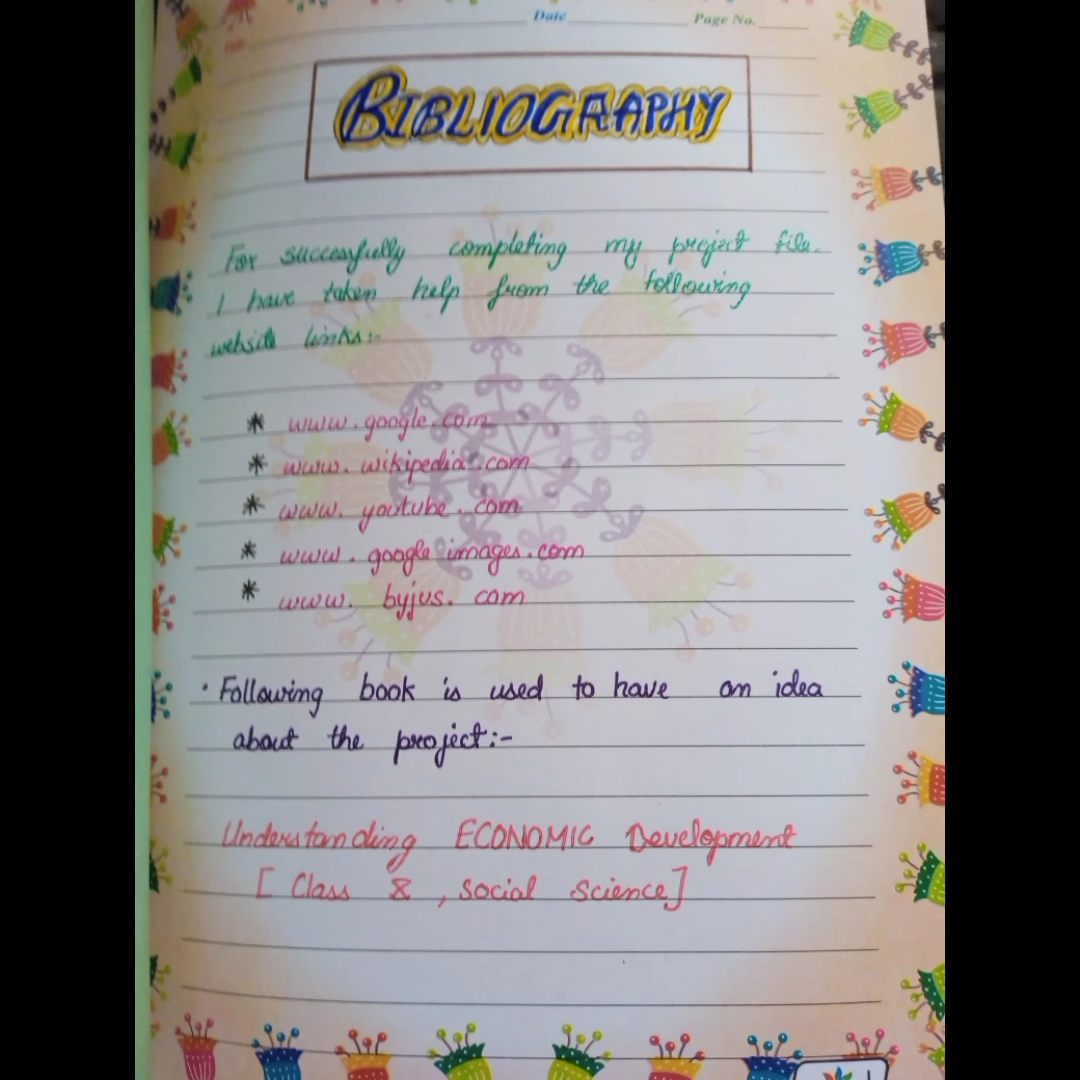 Date Page No.
BIBLIOGRAPHY
For successfully completing my project file.
I have taken help from the following
website links:-
* www.google.com
* www.wikipedia.com
* www.youtube.com
* www.google images.com
* www.byjus.com
• Following book is used to have an idea
about the project:-
Understanding ECONOMIC Development
[Class X, Social Science]